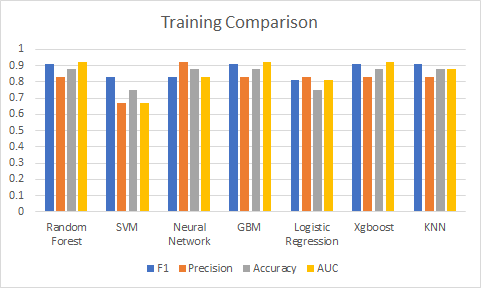 Training Comparison
1
0.9
0.8
0.7
0.6
0.5
0.4
0.3
0.2
0.1
0
Random Forest
SVM
Neural Network
GBM
Logistic Regression
Xgboost
KNN
F1 Precision Accuracy AUC